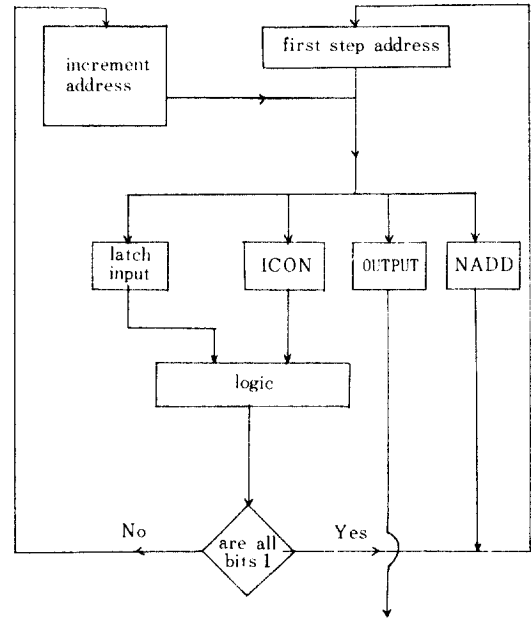 first step address
increment
address
latch
input
ICON
OUTPUT
NADD
logic
No
are all
bits 1
Yes